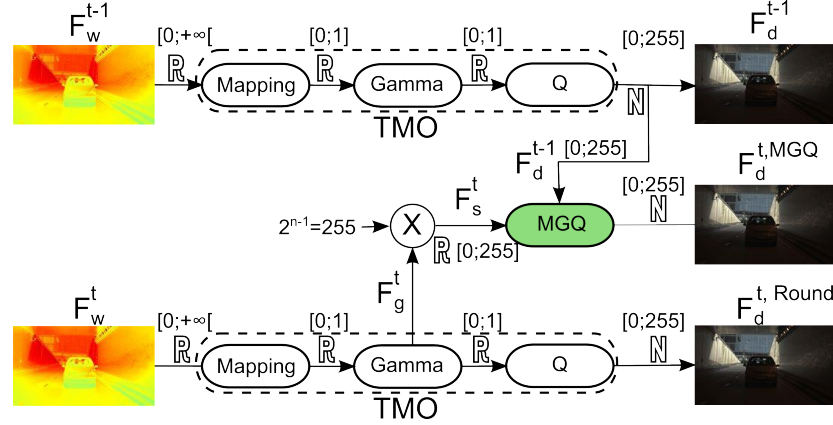 F_w^{t-1}
[0;+∞[
ℝ
Mapping
[0;1]
ℝ
Gamma
[0;1]
ℝ
Q
[0;255]
ℕ
F_d^{t-1}
TMO
F_d^{t-1} [0;255]
F_d^{t,MGQ}
[0;255]
ℕ
F_s^t
MGQ
2^{n-1}=255
X
ℝ [0;255]
F_g^t
F_w^t
[0;+∞[
ℝ
Mapping
[0;1]
ℝ
Gamma
[0;1]
ℝ
Q
[0;255]
ℕ
F_d^{t, Round}
TMO